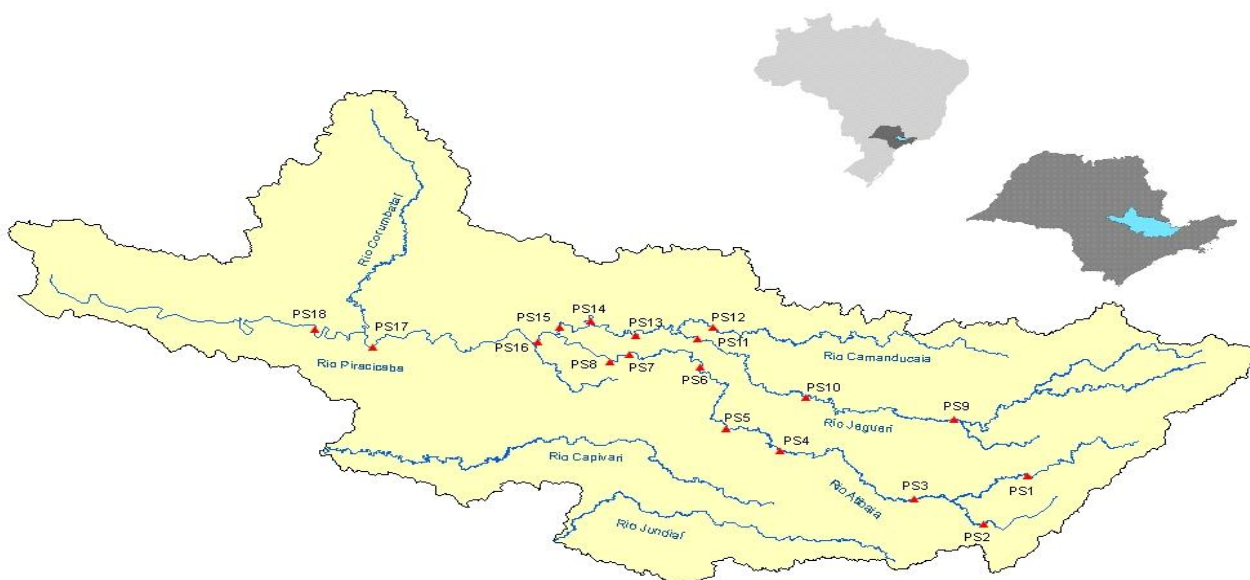 Rio Corumbataí
PS18
PS17
PS15
PS14
PS13
PS12
PS16
PS11
Rio Piracicaba
PS8
PS7
PS6
Rio Camanducaia
PS10
PS9
Rio Jaguari
PS5
PS4
Rio Capivari
Rio Atibaia
PS3
PS1
Rio Jundiaí
PS2